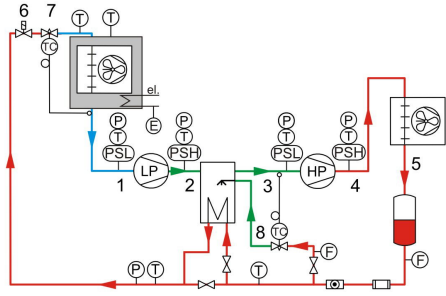 6 7
T T
TC
el.
E
P P P P
T T T T
PSL PSH PSL PSH
LP HP
1 2 3 4 5
8
TC
F
P T T F